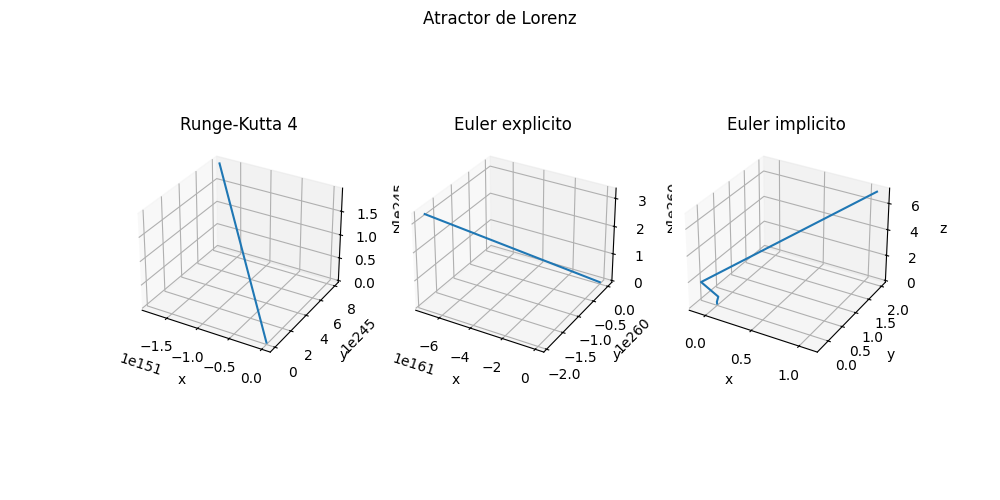 Atractor de Lorenz
Runge-Kutta 4
Euler explicito
Euler implicito
1.5
1.0
0.5
0.0
8
6
4
2
0
−1.5
−1.0
−0.5
0.0
1e151
x
y
1e245
1e245
3
2
1
0
0.0
−0.5
−1.0
−1.5
−2.0
−6
−4
−2
0
1e161
x
y
1e260
6
4
2
0
z
2.0
1.5
1.0
0.5
0.0
0.0
0.5
1.0
x
y